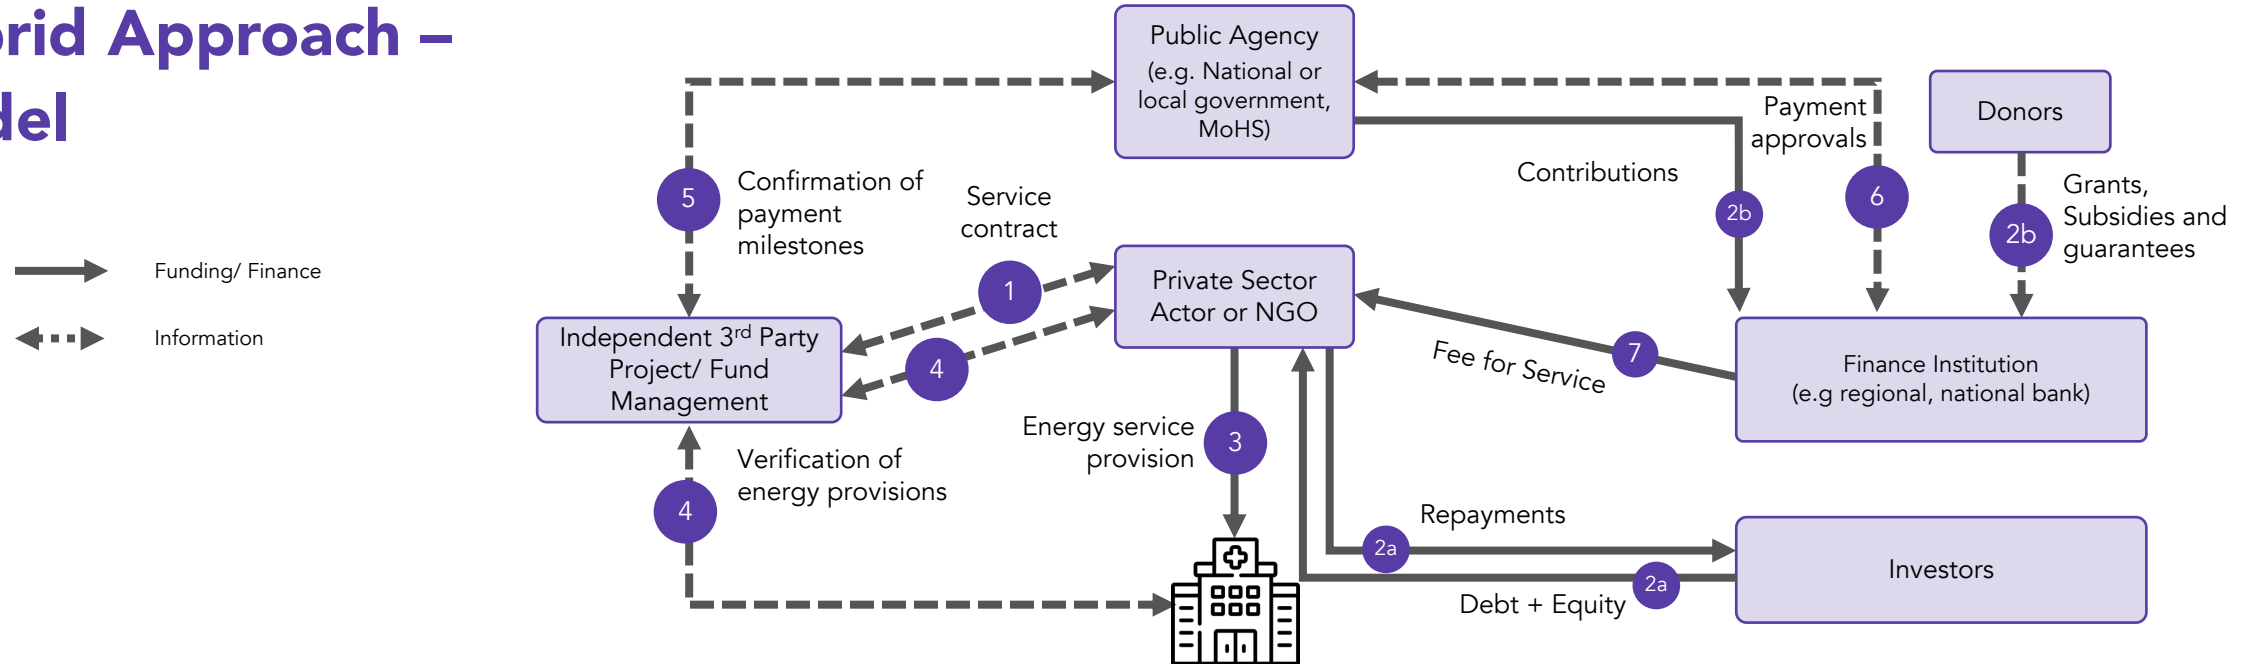 brid Approach –
del
Funding/ Finance
Information
Public Agency
(e.g. National or
local government,
MoHS)
Donors
Payment
approvals
Contributions
Grants,
Subsidies and
guarantees
2b
6
2b
5
Confirmation of
payment
milestones
Service
contract
1
Private Sector
Actor or NGO
Independent 3rd Party
Project/ Fund
Management
4
Fee for Service
7
Finance Institution
(e.g regional, national bank)
Energy service
provision
3
Verification of
energy provisions
4
Repayments
2a
2a
Debt + Equity
Investors